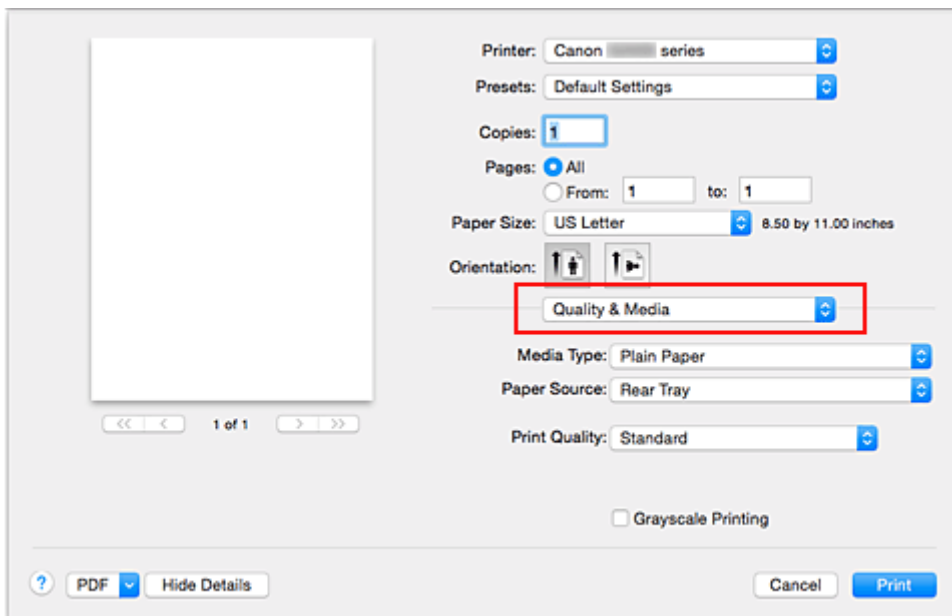 Printer: Canon series
Presets: Default Settings
Copies: 1
Pages: All
From: 1 to: 1
Paper Size: US Letter 8.50 by 11.00 inches
Orientation:
Quality & Media
Media Type: Plain Paper
Paper Source: Rear Tray
1 of 1
Print Quality: Standard
Grayscale Printing
? PDF Hide Details Cancel Print